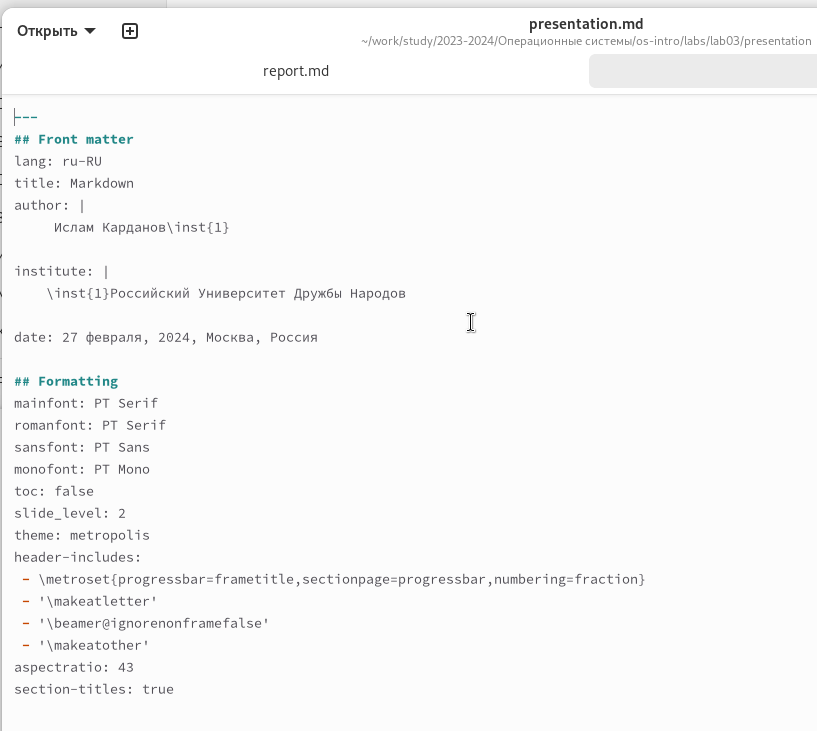 Открыть
presentation.md
~/work/study/2023-2024/Операционные системы/os-intro/labs/lab03/presentation
report.md
---
## Front matter
lang: ru-RU
title: Markdown
author: |
     Ислам Карданов\inst{1}
institute: |
    \inst{1}Российский Университет Дружбы Народов
date: 27 февраля, 2024, Москва, Россия
## Formatting
mainfont: PT Serif
romanfont: PT Serif
sansfont: PT Sans
monofont: PT Mono
toc: false
slide_level: 2
theme: metropolis
header-includes:
 - \metroset{progressbar=frametitle,sectionpage=progressbar,numbering=fraction}
 - '\makeatletter'
 - '\beamer@ignorenonframefalse'
 - '\makeatother'
aspectratio: 43
section-titles: true